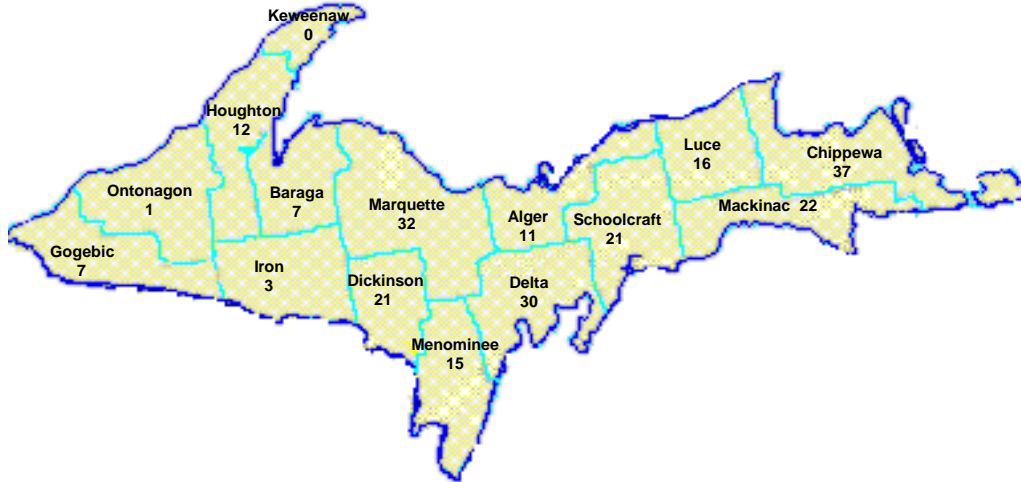 Keweenaw
0
Houghton
12
Ontonagon
1
Gogebic
7
Baraga
7
Iron
3
Marquette
32
Dickinson
21
Menominee
15
Alger
11
Delta
30
Schoolcraft
21
Luce
16
Mackinac 22
Chippewa
37